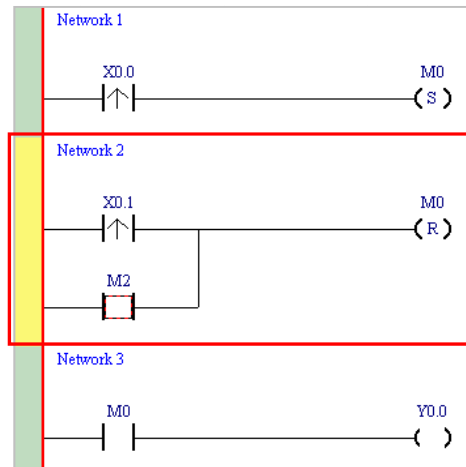 Network 1
X0.0 M0
S
Network 2
X0.1 M0
R
M2
Network 3
M0 Y0.0